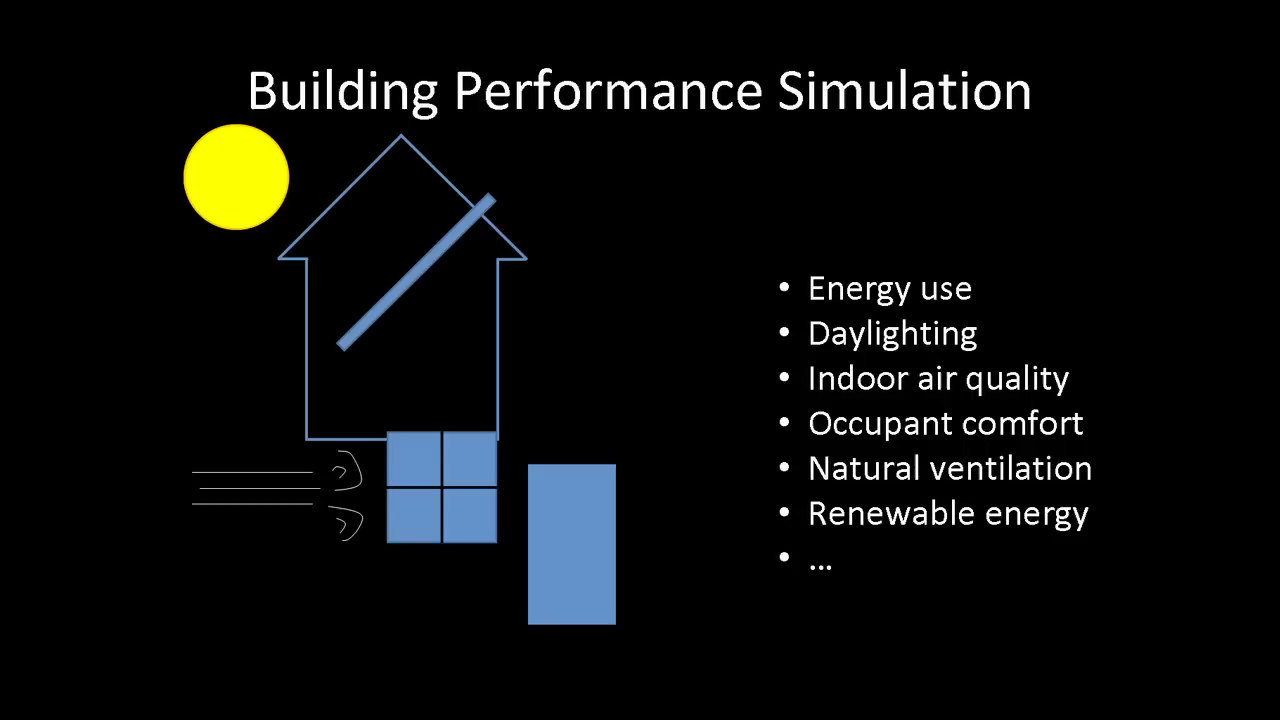 Building Performance Simulation
• Energy use
• Daylighting
• Indoor air quality
• Occupant comfort
• Natural ventilation
• Renewable energy
• ...